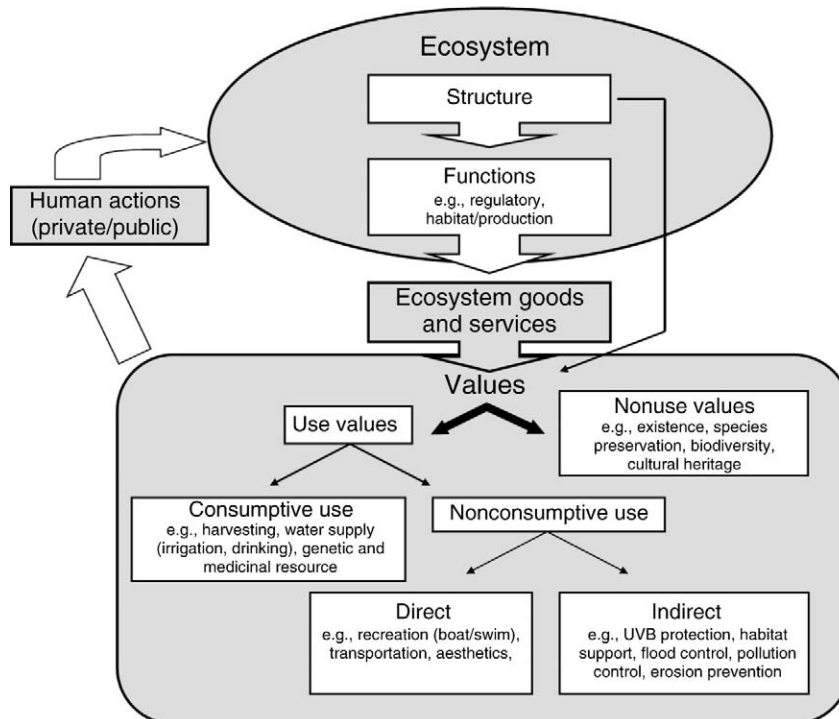 Ecosystem
Structure
Functions
e.g., regulatory,
habitat/production
Human actions
(private/public)
Ecosystem goods
and services
Values
Use values
Nonuse values
e.g., existence, species
preservation, biodiversity,
cultural heritage
Consumptive use
e.g., harvesting, water supply
(irrigation, drinking), genetic and
medicinal resource
Nonconsumptive use
Direct
e.g., recreation (boat/swim),
transportation, aesthetics,
Indirect
e.g., UVB protection, habitat
support, flood control, pollution
control, erosion prevention